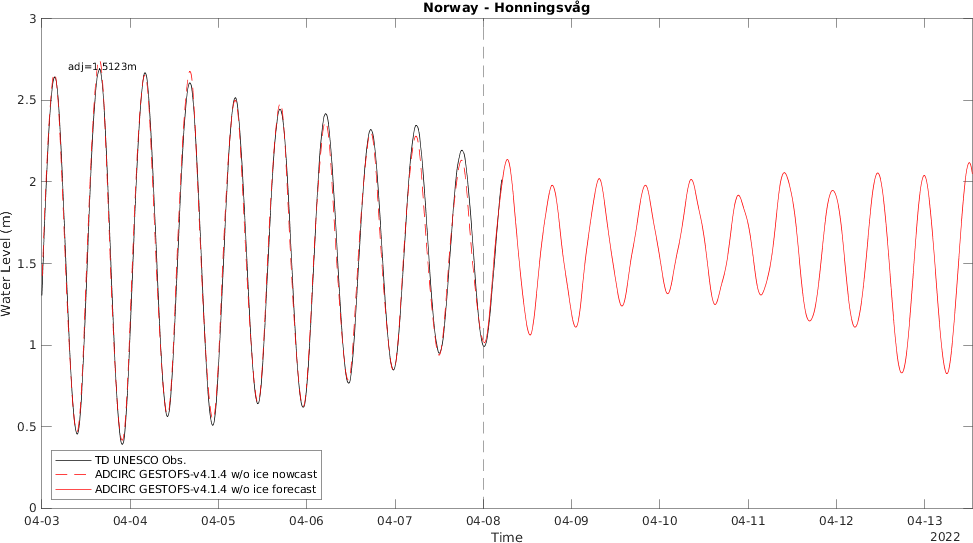 Norway - Honningsvåg
3
adj=1.5123m
2.5
2
1.5
1
0.5
0
Water Level (m)
TD UNESCO Obs.
ADCIRC GESTOFS-v4.1.4 w/o ice nowcast
ADCIRC GESTOFS-v4.1.4 w/o ice forecast
04-03 04-04 04-05 04-06 04-07 04-08 04-09 04-10 04-11 04-12 04-13
Time
2022